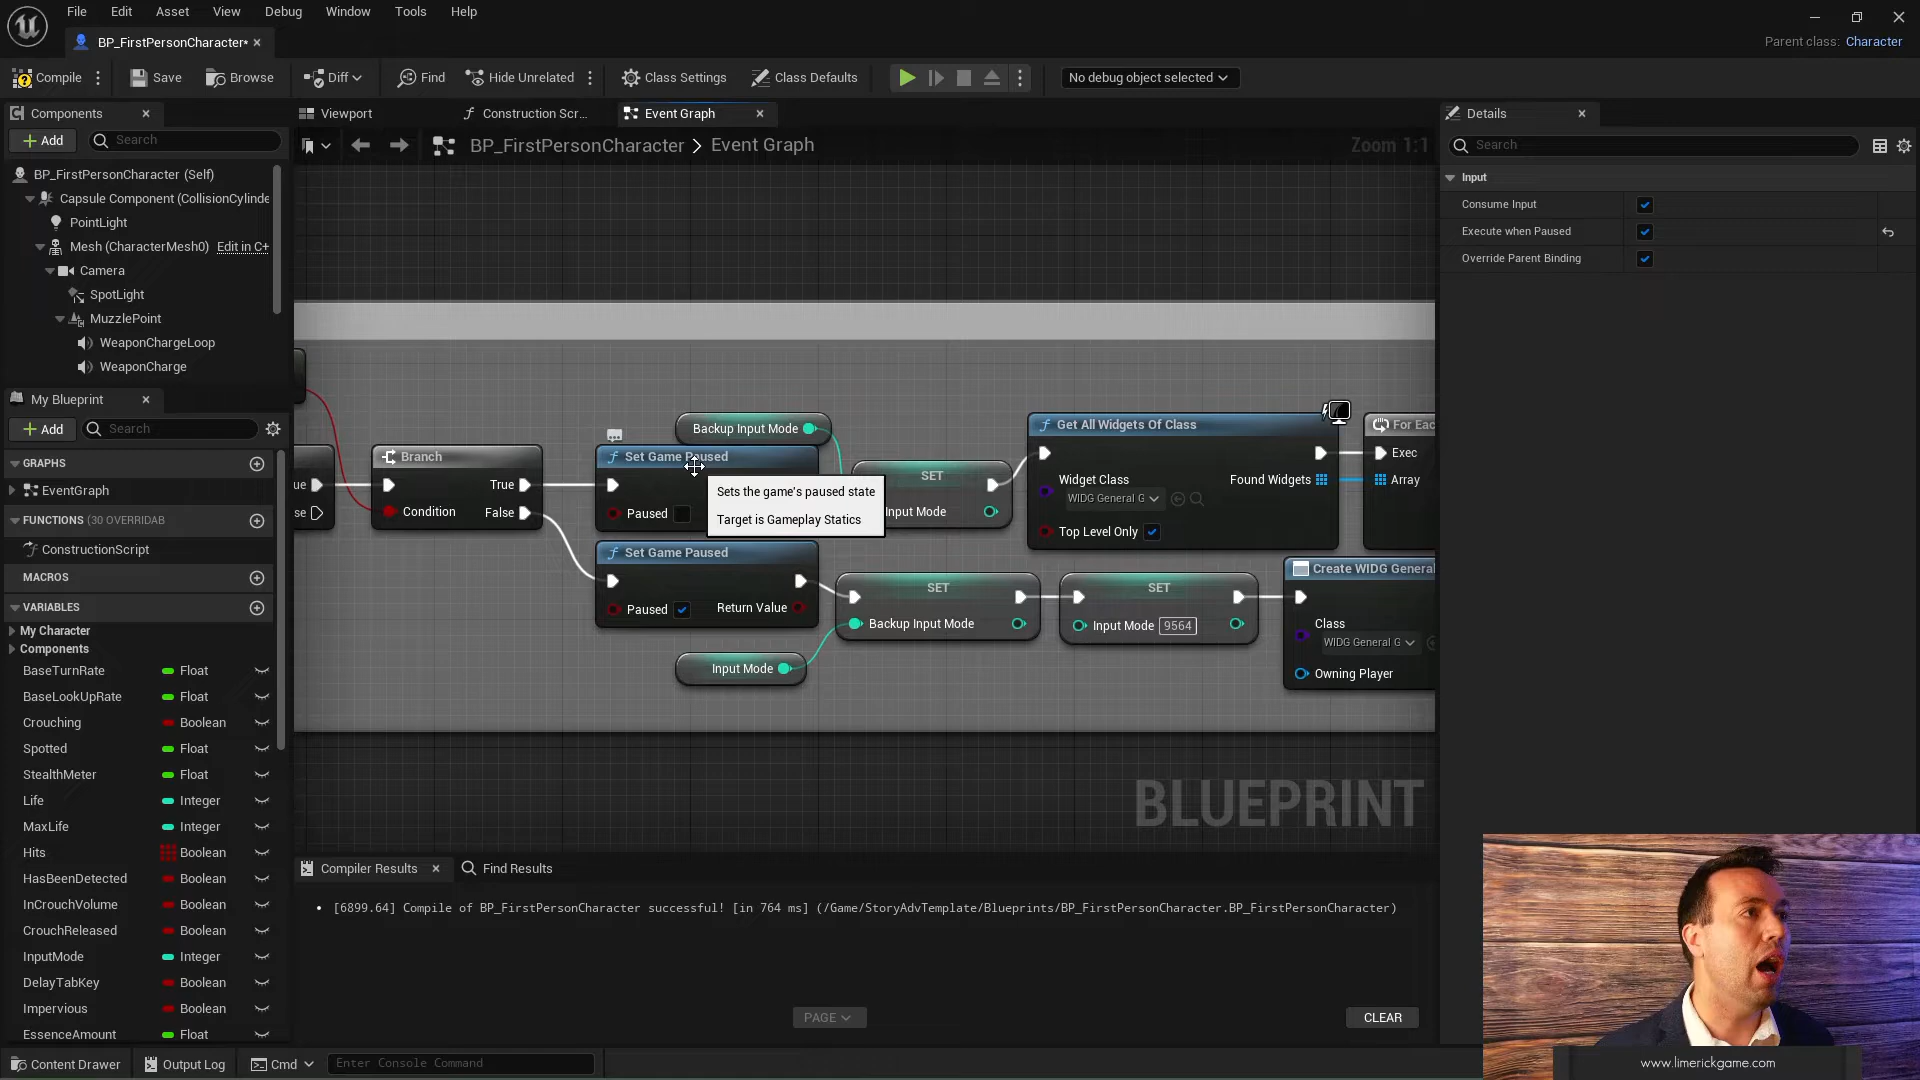 File Edit Asset View Debug Window Tools Help
BP_FirstPersonCharacter*
Parent class: Character
Compile Save Browse Diff Find Hide Unrelated Class Settings Class Defaults No debug object selected
Components
Add Search
BP_FirstPersonCharacter (Self)
Capsule Component (CollisionCylinde
PointLight
Mesh (CharacterMesh0) Edit in C+
Camera
SpotLight
MuzzlePoint
WeaponChargeLoop
WeaponCharge
My Blueprint
Add Search
GRAPHS
EventGraph
FUNCTIONS (30 OVERRIDAB
ConstructionScript
MACROS
VARIABLES
My Character
Components
BaseTurnRate Float
BaseLookUpRate Float
Crouching Boolean
Spotted Float
StealthMeter Float
Life Integer
MaxLife Integer
Hits Boolean
HasBeenDetected Boolean
InCrouchVolume Boolean
CrouchReleased Boolean
InputMode Integer
DelayTabKey Boolean
Impervious Boolean
EssenceAmount Float
Viewport Construction Scr... Event Graph
BP_FirstPersonCharacter > Event Graph Zoom 1:1
ue
se
Branch
True
Condition False
Backup Input Mode
Set Game Paused
Paused
Sets the game's paused state
Target is Gameplay Statics
SET
Input Mode
Get All Widgets Of Class
Widget Class Found Widgets
WIDG General G
Top Level Only
For Eac
Exec
Array
Set Game Paused
Paused Return Value
Input Mode
SET
Backup Input Mode
SET
Input Mode 9564
Create WIDG General
Class
WIDG General G
Owning Player
BLUEPRINT
Compiler Results Find Results
• [6899.64] Compile of BP_FirstPersonCharacter successful! [in 764 ms] (/Game/StoryAdvTemplate/Blueprints/BP_FirstPersonCharacter.BP_FirstPersonCharacter)
PAGE CLEAR
Details
Search
Input
Consume Input
Execute when Paused
Override Parent Binding
Content Drawer Output Log Cmd Enter Console Command
www.limerickgame.com